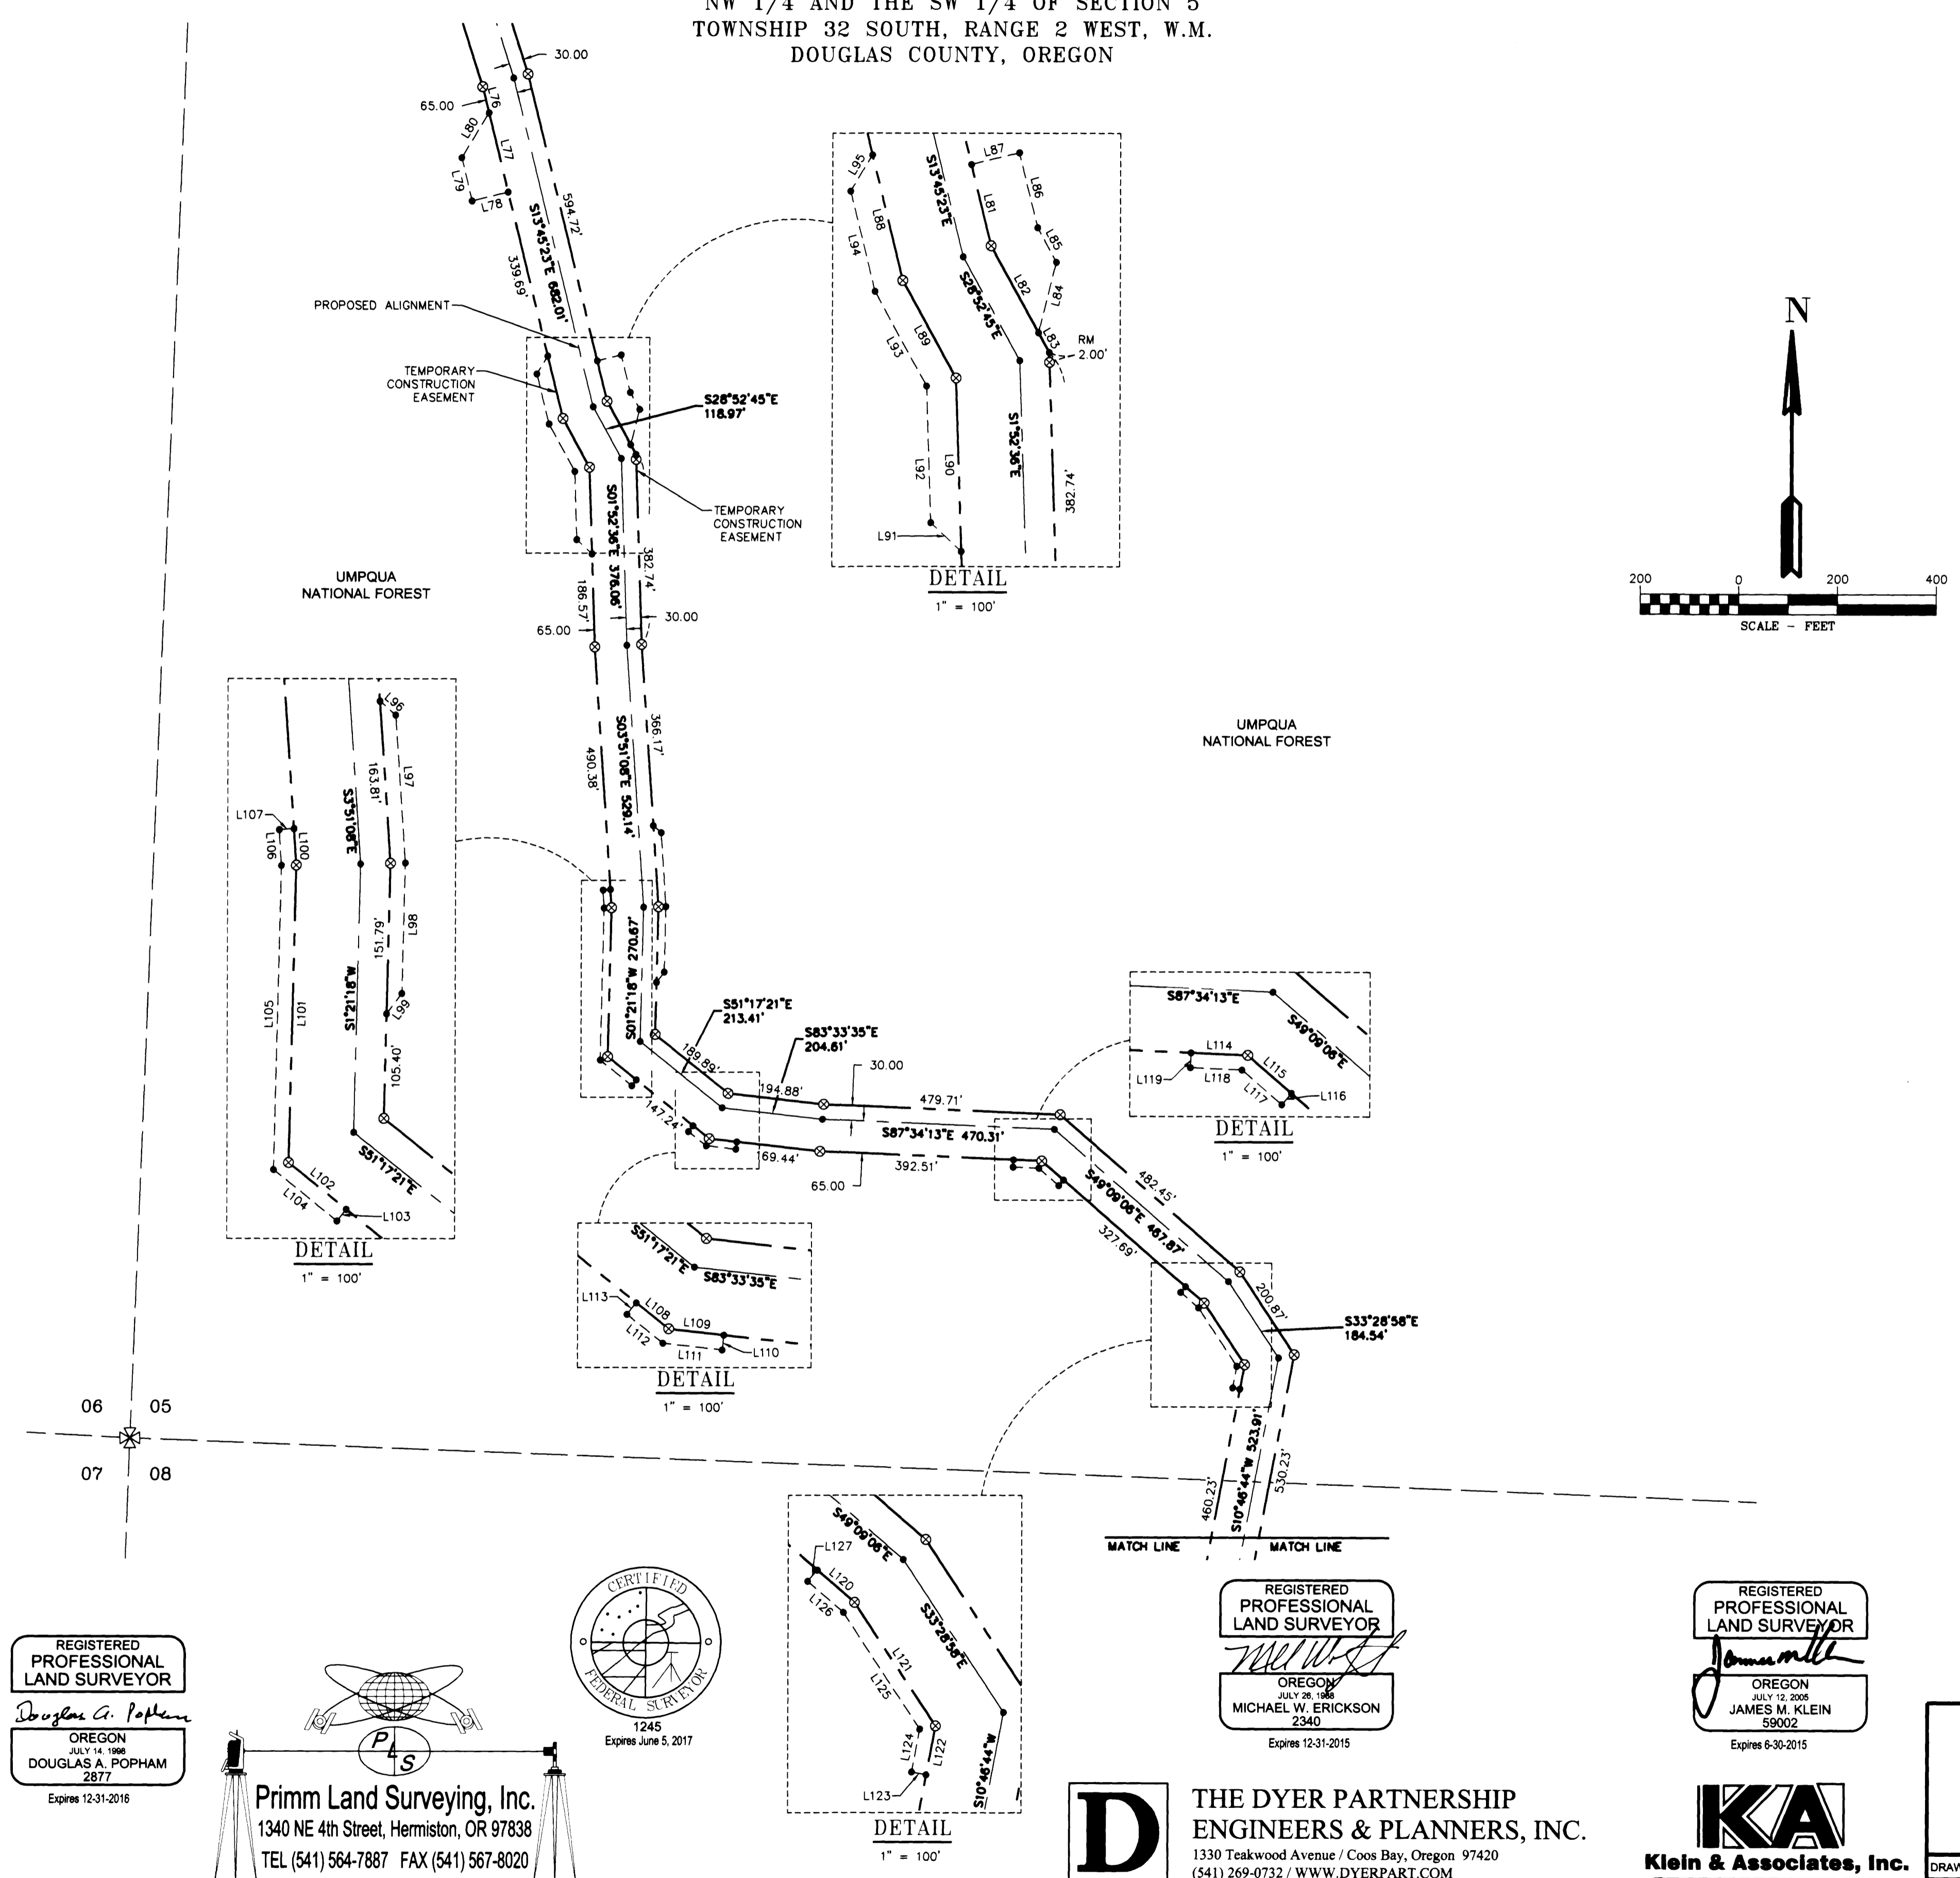 NW 1/4 AND THE SW 1/4 OF SECTION 5
TOWNSHIP 32 SOUTH, RANGE 2 WEST, W.M.
DOUGLAS COUNTY, OREGON
30.00
L76
65.00
L80
L77
L79
L78
594.72'
S13°45'23"E 682.01'
339.69'
PROPOSED ALIGNMENT
TEMPORARY
CONSTRUCTION
EASEMENT
S28°52'45"E
118.97'
TEMPORARY
CONSTRUCTION
EASEMENT
S01°52'36"E 376.06'
382.74'
186.57'
65.00
30.00
L95
S13°45'23"E
L87
L86
L81
L88
L94
L85
L82
L84
S28°52'45"E
L83
RM
2.00'
L89
L93
S1°52'36"E
L92
L90
382.74'
L91
DETAIL
1" = 100'
N
200
0
200
400
SCALE - FEET
UMPQUA
NATIONAL FOREST
UMPQUA
NATIONAL FOREST
L96
163.81'
L97
S3°51'08"E
L107
L106
L100
L98
151.79'
S1°21'18"W
L99
L105
L101
105.40'
L102
S51°17'21"E
L104
L103
DETAIL
1" = 100'
366.17'
S03°51'08"E 529.14'
490.38'
S01°21'18"W 270.67'
S51°17'21"E
213.41'
S83°33'35"E
204.61'
189.89'
194.88'
30.00
479.71'
S87°34'13"E 470.31'
147.24'
169.44'
392.51'
65.00
S87°34'13"E
S49°09'06"E
L114
L115
L119
L118
L117
L116
DETAIL
1" = 100'
482.45'
S49°09'06"E 467.87'
327.69'
200.87'
S33°28'58"E
184.54'
S51°17'21"E
S83°33'35"E
L113
L108
L109
L112
L111
L110
DETAIL
1" = 100'
06 05
07 08
S10°46'44"W 523.91'
460.23'
530.23'
MATCH LINE
MATCH LINE
S49°09'06"E
L127
L120
L126
S33°28'58"E
L121
L125
L124
L122
L123
S10°46'44"W
DETAIL
1" = 100'
REGISTERED
PROFESSIONAL
LAND SURVEYOR
Douglas A. Popham
OREGON
JULY 14, 1998
DOUGLAS A. POPHAM
2877
Expires 12-31-2016
PLS
Primm Land Surveying, Inc.
1340 NE 4th Street, Hermiston, OR 97838
TEL (541) 564-7887 FAX (541) 567-8020
CERTIFIED
FEDERAL SURVEYOR
1245
Expires June 5, 2017
REGISTERED
PROFESSIONAL
LAND SURVEYOR
OREGON
JULY 26, 1988
MICHAEL W. ERICKSON
2340
Expires 12-31-2015
D
THE DYER PARTNERSHIP
ENGINEERS & PLANNERS, INC.
1330 Teakwood Avenue / Coos Bay, Oregon 97420
(541) 269-0732 / WWW.DYERPART.COM
REGISTERED
PROFESSIONAL
LAND SURVEYOR
OREGON
JULY 12, 2005
JAMES M. KLEIN
59002
Expires 6-30-2015
KA
Klein & Associates, Inc.
DRAW